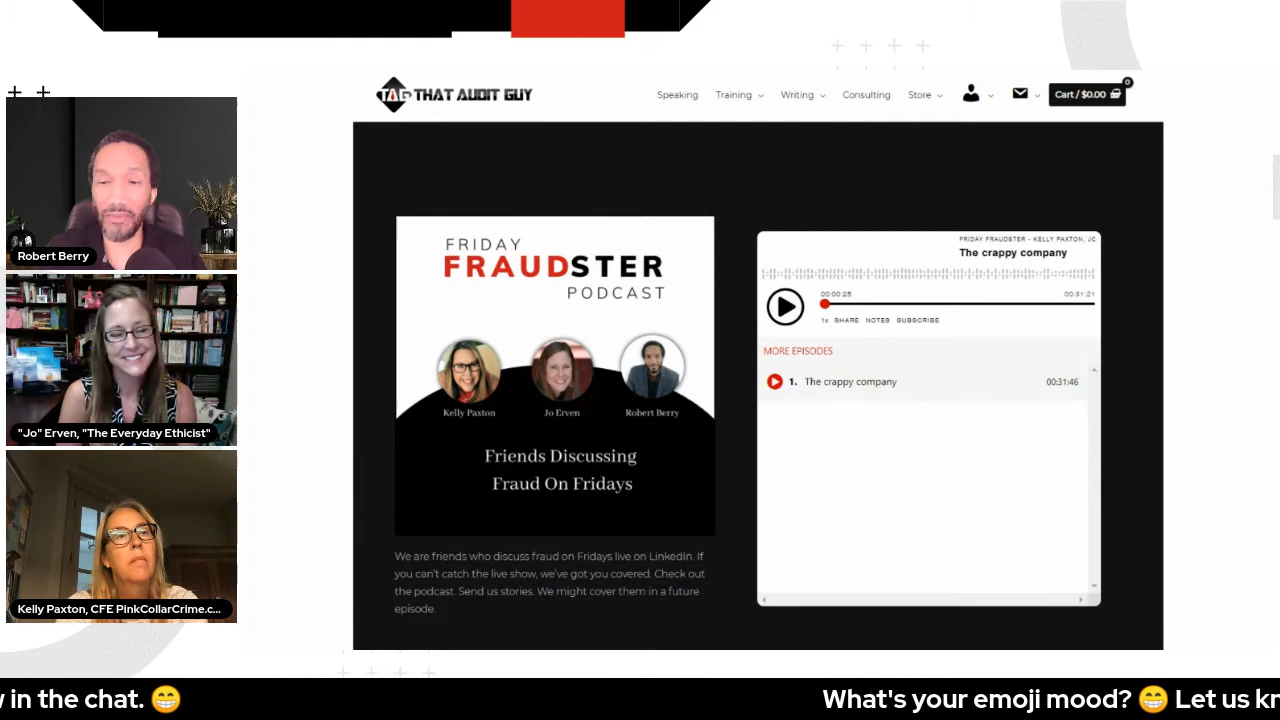 TAG THAT AUDIT GUY
Speaking
Training
Writing
Consulting
Store
Cart / $0.00
0
Robert Berry
"Jo" Erven, "The Everyday Ethicist"
Kelly Paxton, CFE PinkCollarCrime.c...
FRIDAY
FRAUDSTER
PODCAST
Kelly Paxton
Jo Erven
Robert Berry
Friends Discussing
Fraud On Fridays
We are friends who discuss fraud on Fridays live on LinkedIn. If
you can't catch the live show, we've got you covered. Check out
the podcast. Send us stories. We might cover them in a future
episode.
FRIDAY FRAUDSTER - KELLY PAXTON, JC
The crappy company
00:00:25
00:31:21
1x SHARE NOTES SUBSCRIBE
MORE EPISODES
1. The crappy company 00:31:46
w in the chat. 😁
What's your emoji mood? 😁 Let us kn